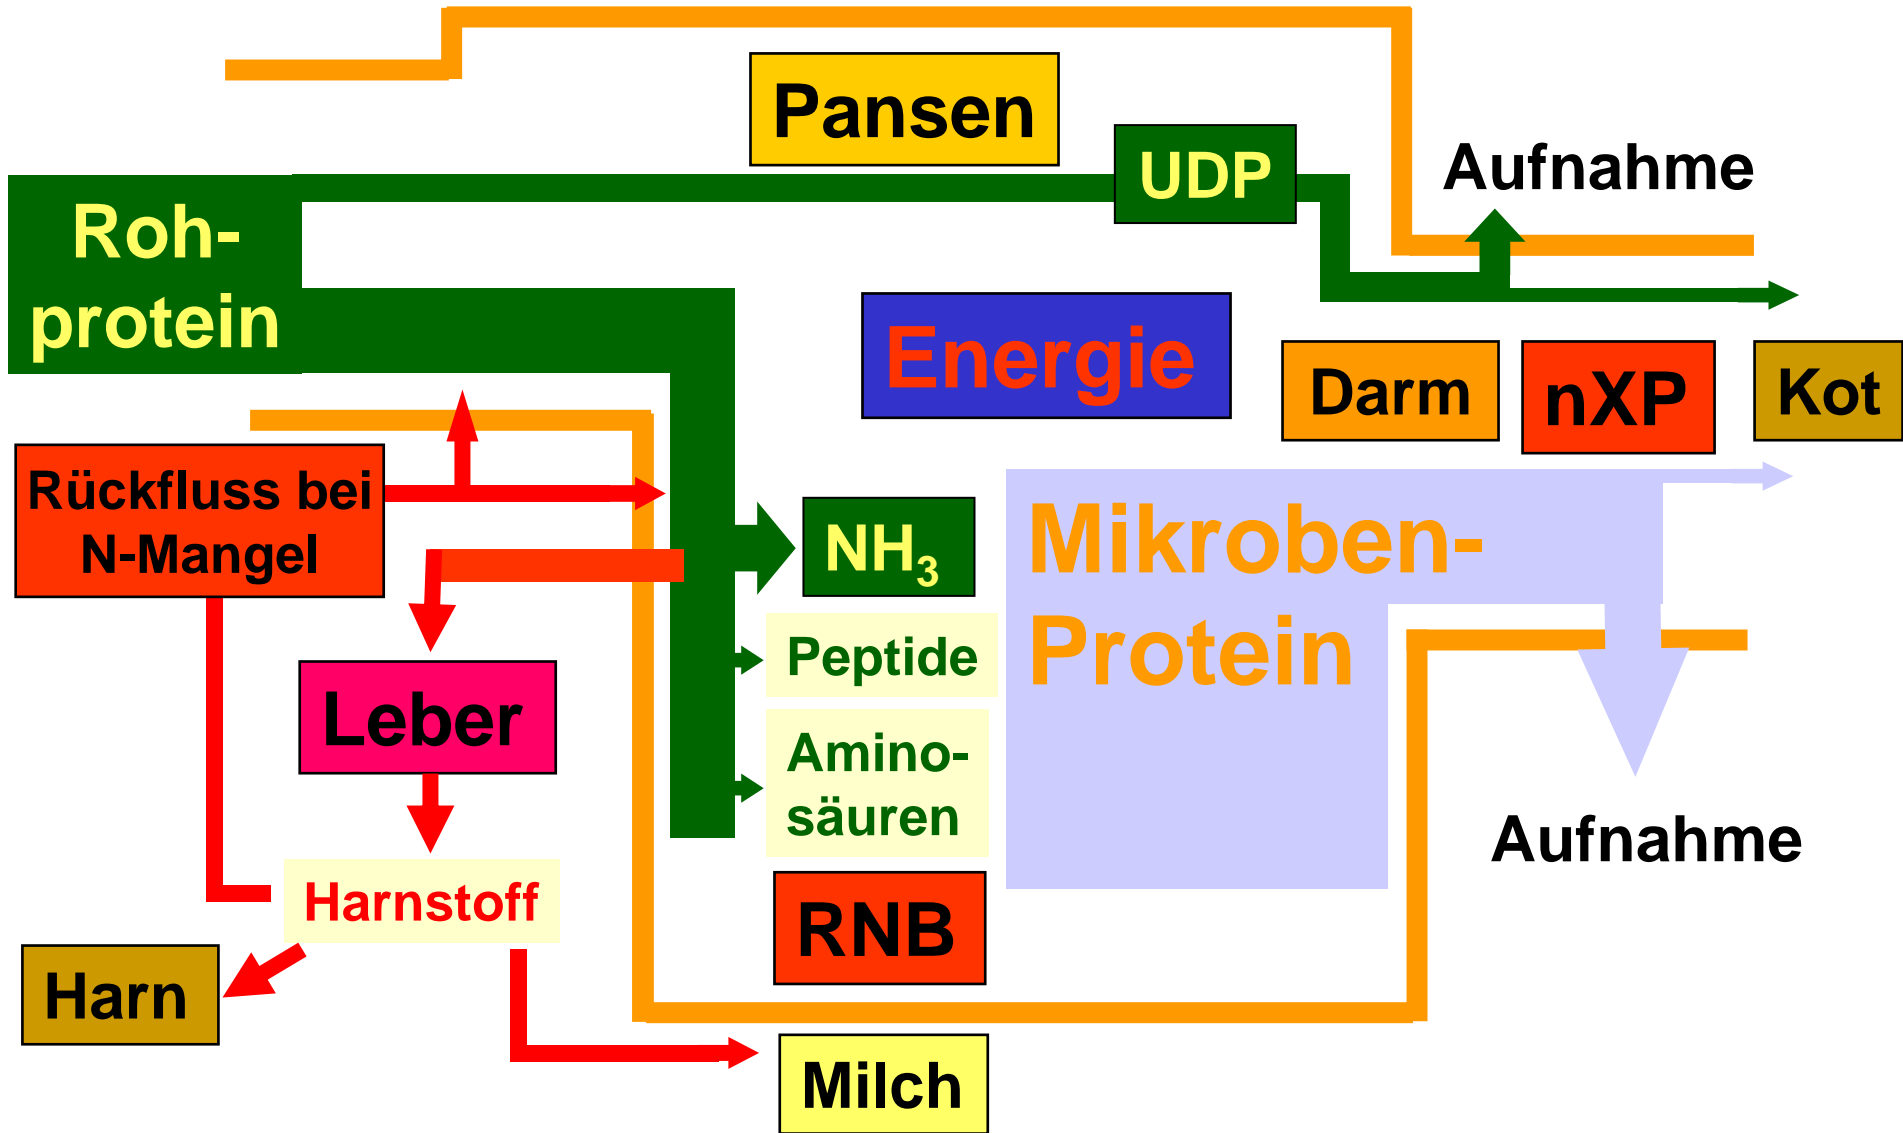 Pansen
UDP
Aufnahme
Roh-
protein
Energie
Darm
nXP
Kot
Rückfluss bei
N-Mangel
NH₃
Mikroben-
Protein
Peptide
Leber
Amino-
säuren
Aufnahme
Harnstoff
RNB
Harn
Milch